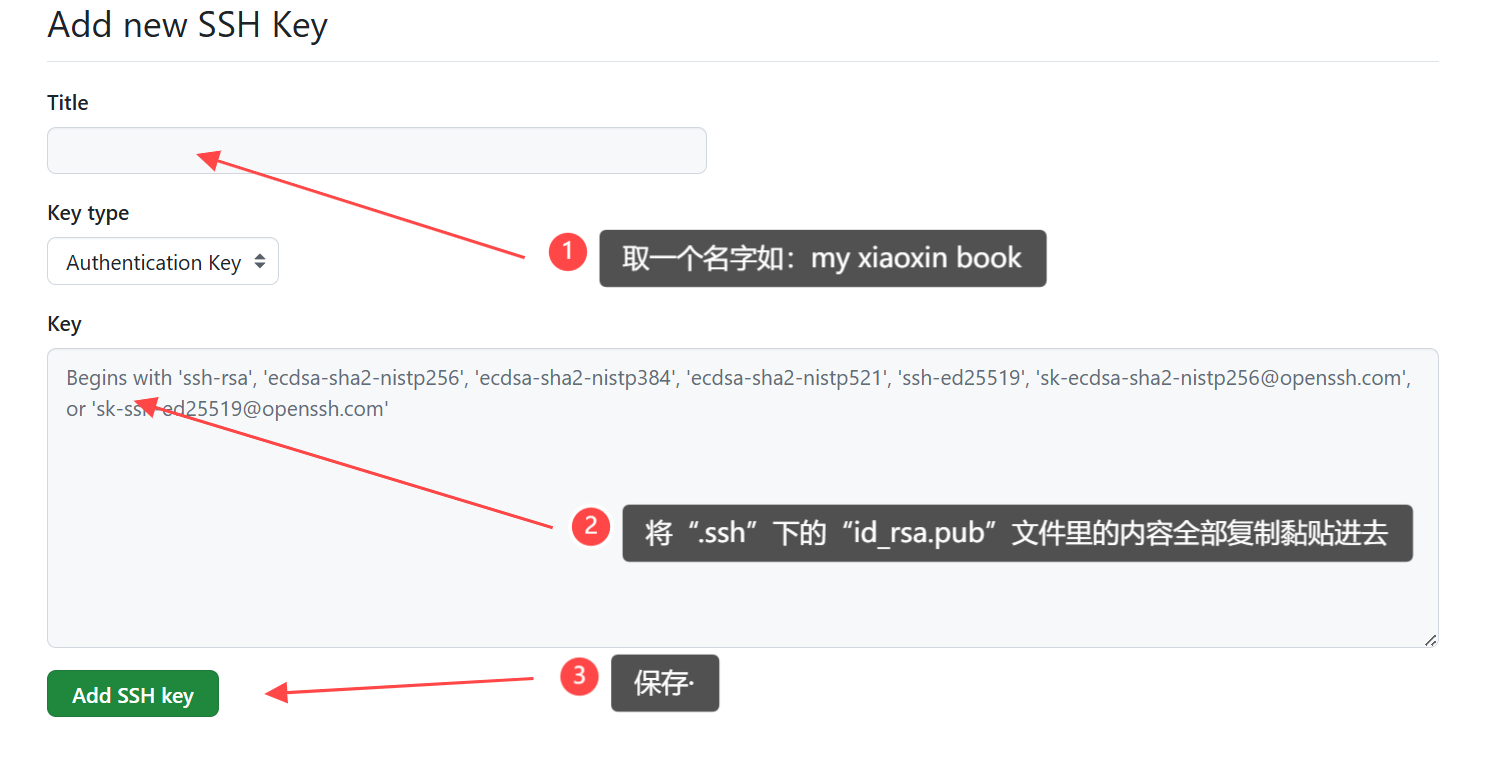 Add new SSH Key
Title
Key type
Authentication Key
1
取一个名字如：my xiaoxin book
Key
Begins with 'ssh-rsa', 'ecdsa-sha2-nistp256', 'ecdsa-sha2-nistp384', 'ecdsa-sha2-nistp521', 'ssh-ed25519', 'sk-ecdsa-sha2-nistp256@openssh.com',
or 'sk-ssh-ed25519@openssh.com'
2
将“.ssh”下的“id_rsa.pub”文件里的内容全部复制黏贴进去
3
保存·
Add SSH key